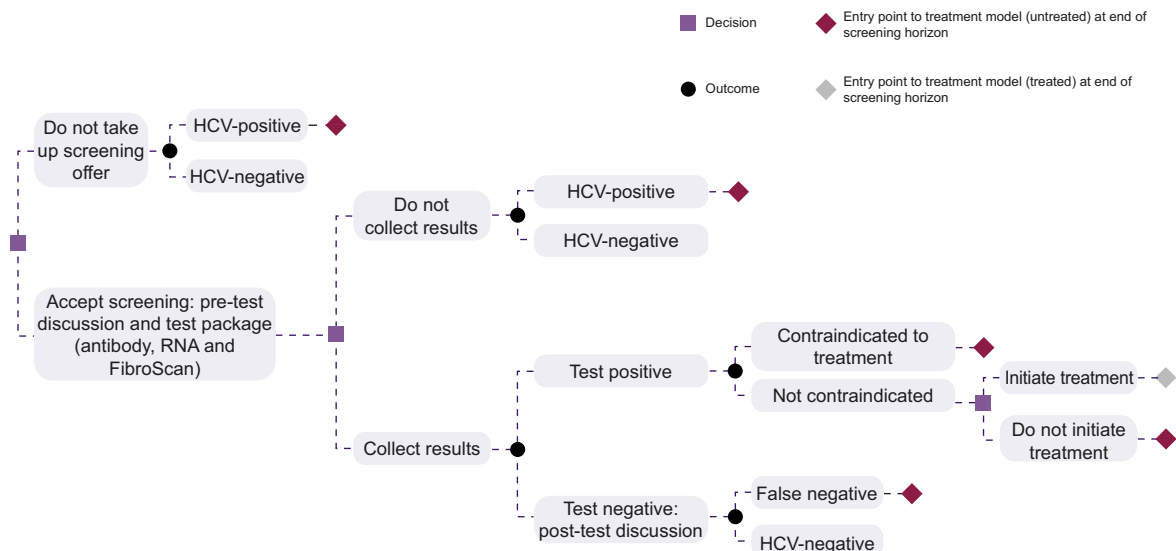 Decision
Entry point to treatment model (untreated) at end of
screening horizon
Outcome
Entry point to treatment model (treated) at end of
screening horizon
Do not take
up screening
offer
HCV-positive
HCV-negative
Accept screening: pre-test
discussion and test package
(antibody, RNA and
FibroScan)
Do not
collect results
HCV-positive
HCV-negative
Collect results
Test positive
Contraindicated to
treatment
Not contraindicated
Initiate treatment
Do not initiate
treatment
Test negative:
post-test discussion
False negative
HCV-negative